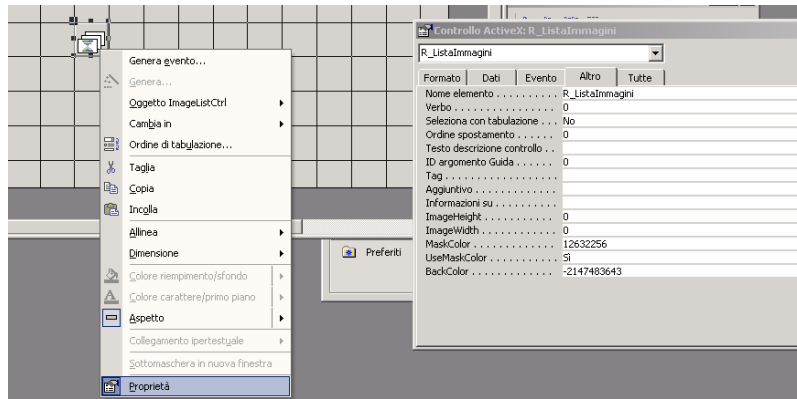 Genera evento...
Genera...
Oggetto ImageListCtrl
Cambia in
Ordine di tabulazione...
Taglia
Copia
Incolla
Allinea
Dimensione
Colore riempimento/sfondo
Colore carattere/primo piano
Aspetto
Collegamento ipertestuale
Sottomaschera in nuova finestra
Proprietà
Preferiti
Controllo ActiveX: R_ListaImmagini
R_ListaImmagini
Formato Dati Evento Altro Tutte
Nome elemento . . . . . . . . . . R_ListaImmagini
Verbo . . . . . . . . . . . . . . . . . 0
Seleziona con tabulazione . . . No
Ordine spostamento . . . . . . 0
Testo descrizione controllo . .
ID argomento Guida . . . . . . 0
Tag . . . . . . . . . . . . . . . . . . .
Aggiuntivo . . . . . . . . . . . . . .
Informazioni su . . . . . . . . . .
ImageHeight . . . . . . . . . . . . 0
ImageWidth . . . . . . . . . . . . 0
MaskColor . . . . . . . . . . . . . 12632256
UseMaskColor . . . . . . . . . . . Sì
BackColor . . . . . . . . . . . . . -2147483643